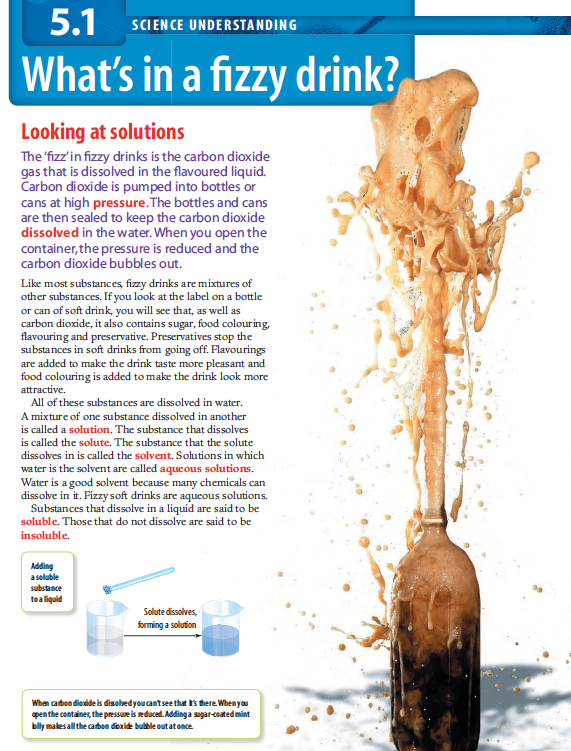 5.1 SCIENCE UNDERSTANDING
What's in a fizzy drink?
Looking at solutions
The 'fizz' in fizzy drinks is the carbon dioxide
gas that is dissolved in the flavoured liquid.
Carbon dioxide is pumped into bottles or
cans at high pressure. The bottles and cans
are then sealed to keep the carbon dioxide
dissolved in the water. When you open the
container, the pressure is reduced and the
carbon dioxide bubbles out.
Like most substances, fizzy drinks are mixtures of
other substances. If you look at the label on a bottle
or can of soft drink, you will see that, as well as
carbon dioxide, it also contains sugar, food colouring,
flavouring and preservative. Preservatives stop the
substances in soft drinks from going off. Flavourings
are added to make the drink taste more pleasant and
food colouring is added to make the drink look more
attractive.
All of these substances are dissolved in water.
A mixture of one substance dissolved in another
is called a solution. The substance that dissolves
is called the solute. The substance that the solute
dissolves in is called the solvent. Solutions in which
water is the solvent are called aqueous solutions.
Water is a good solvent because many chemicals can
dissolve in it. Fizzy soft drinks are aqueous solutions.
Substances that dissolve in a liquid are said to be
soluble. Those that do not dissolve are said to be
insoluble.
Adding
a soluble
substance
to a liquid
Solute dissolves,
forming a solution
When carbon dioxide is dissolved you can't see that it's there. When you
open the container, the pressure is reduced. Adding a sugar-coated mint
lolly makes all the carbon dioxide bubble out at once.